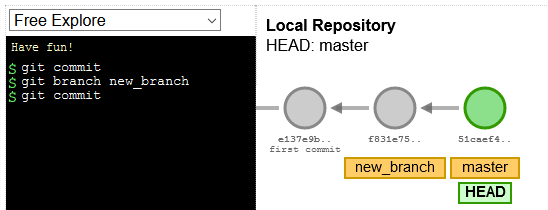 Free Explore
Have fun!
$ git commit
$ git branch new_branch
$ git commit
Local Repository
HEAD: master
e137e9b..
first commit
f831e75..
51caef4..
new_branch
master
HEAD